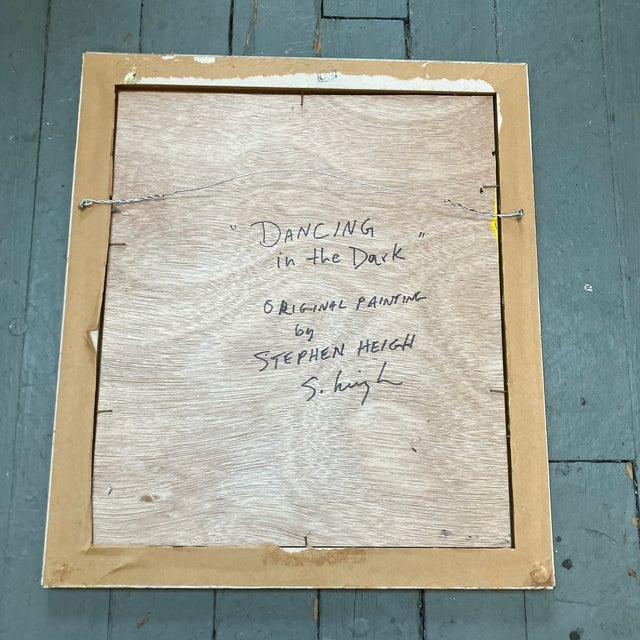 "DANCING"
in the Dark
ORIGINAL PAINTING
by
STEPHEN HEIGH
S. Heigh